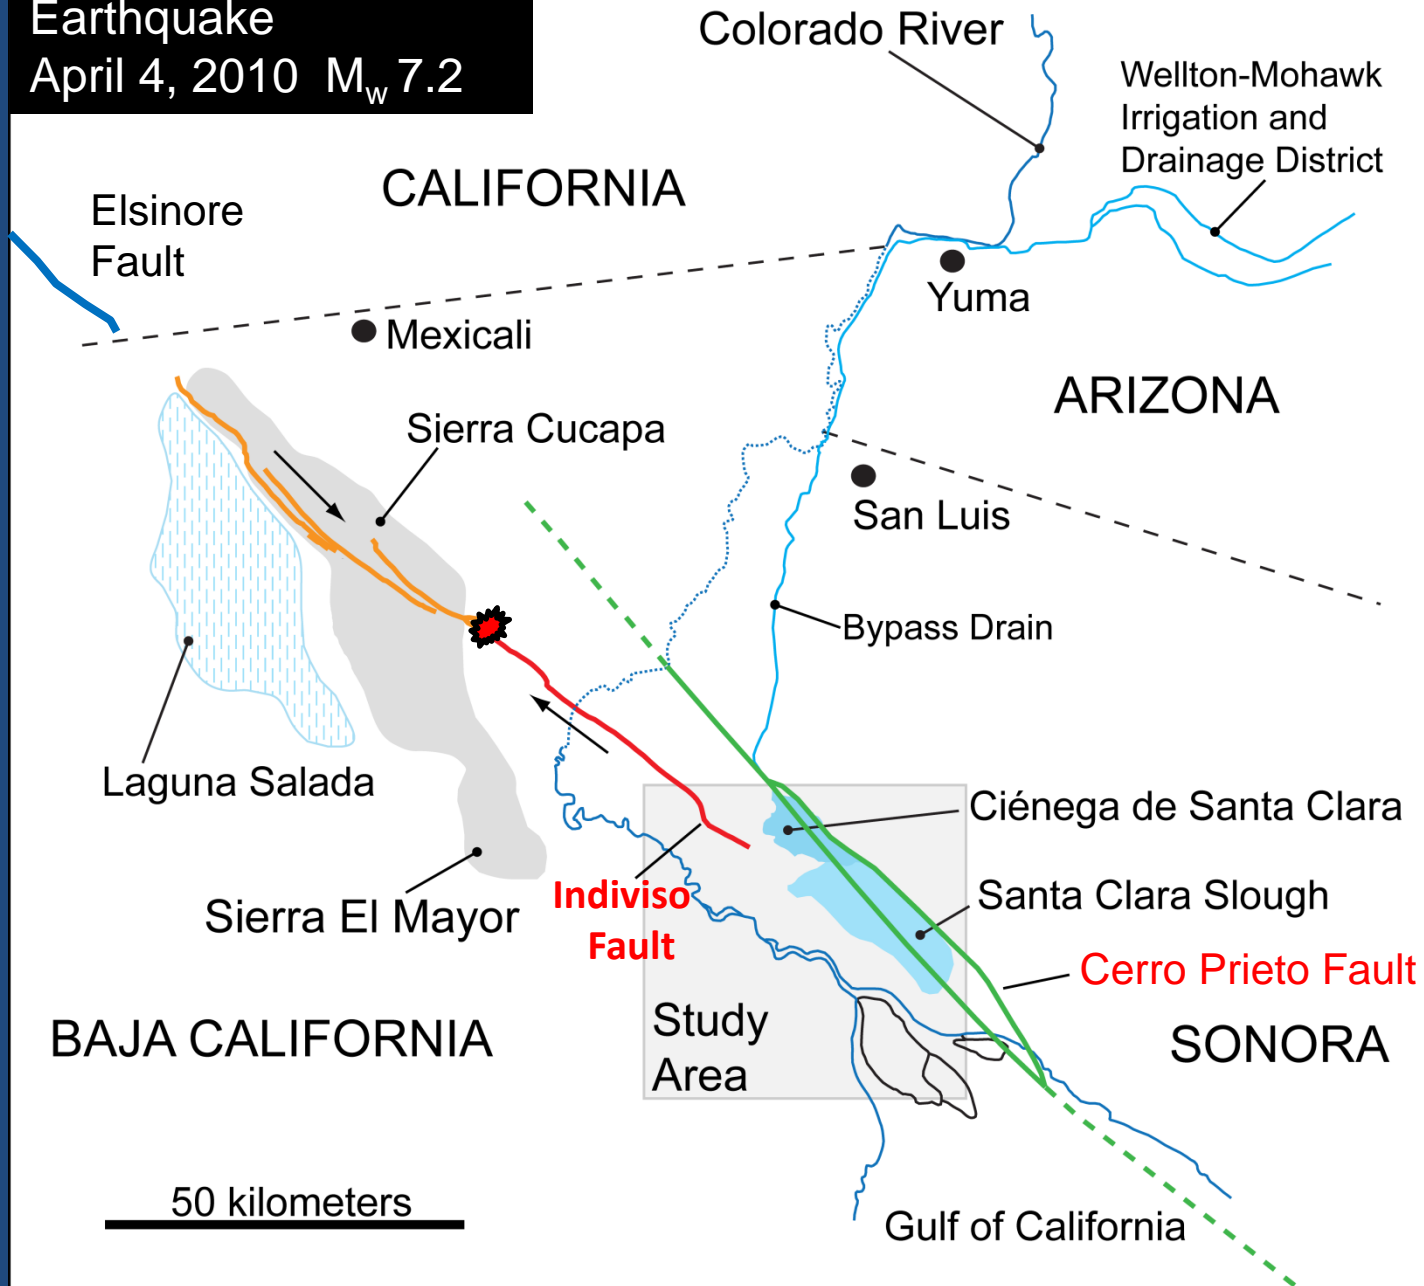 Earthquake
April 4, 2010 Mw 7.2
Colorado River
Wellton-Mohawk
Irrigation and
Drainage District
CALIFORNIA
Elsinore
Fault
Yuma
Mexicali
ARIZONA
Sierra Cucapa
San Luis
Bypass Drain
Laguna Salada
Ciénega de Santa Clara
Indiviso
Fault
Santa Clara Slough
Sierra El Mayor
Cerro Prieto Fault
Study
Area
BAJA CALIFORNIA
SONORA
50 kilometers
Gulf of California